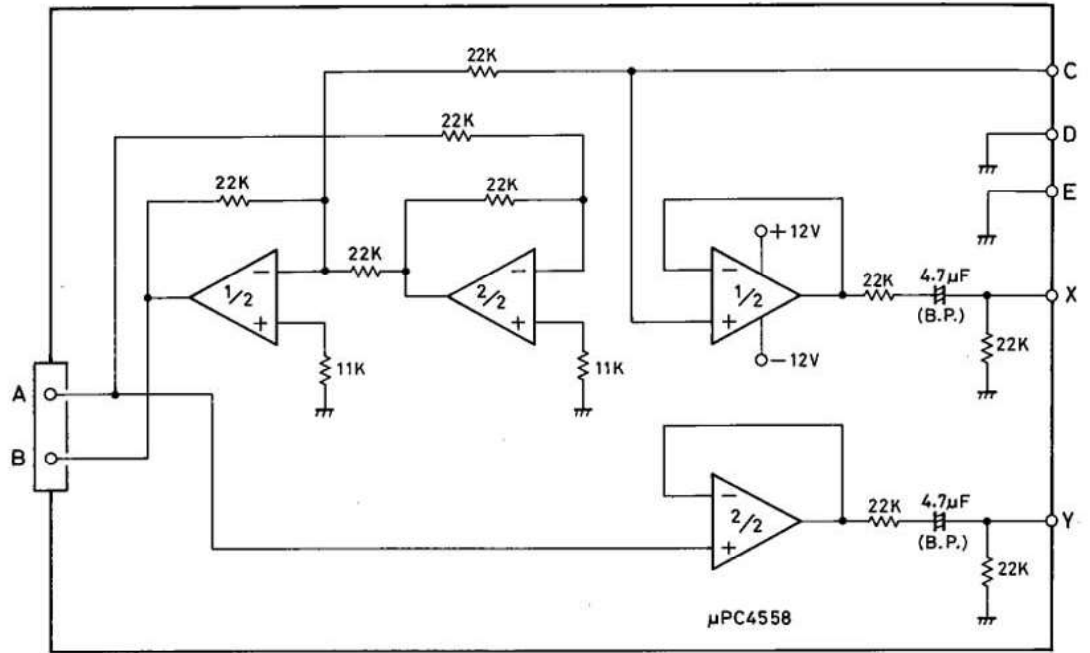 22K
C
22K
D
22K
22K
E
+12V
22K
−
1/2
+
−
2/2
+
−
1/2
+
22K
4.7µF
(B.P.)
X
11K
11K
−12V
22K
A
B
−
2/2
+
22K
4.7µF
(B.P.)
Y
22K
µPC4558